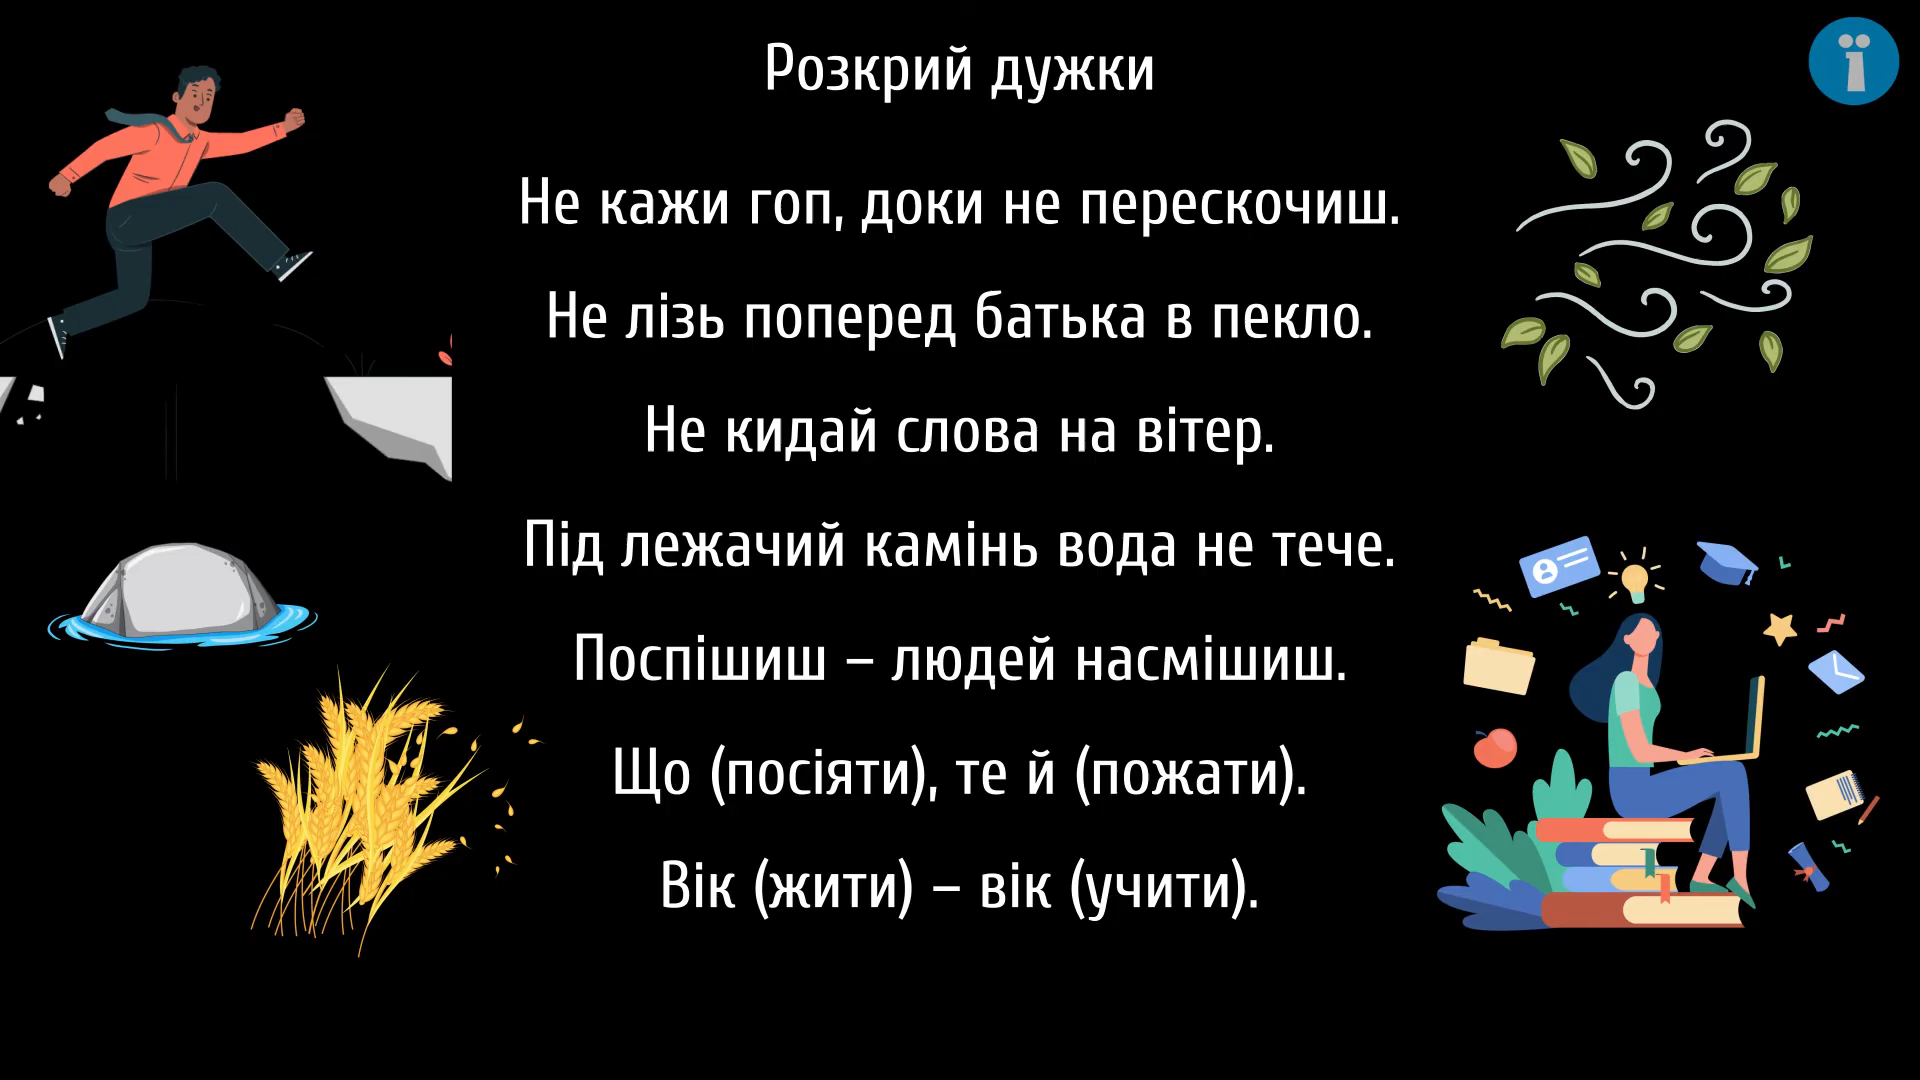 Розкрий дужки
ї
Не кажи гоп, доки не перескочиш.
Не лізь поперед батька в пекло.
Не кидай слова на вітер.
Під лежачий камінь вода не тече.
Поспішиш – людей насмішиш.
Що (посіяти), те й (пожати).
Вік (жити) – вік (учити).